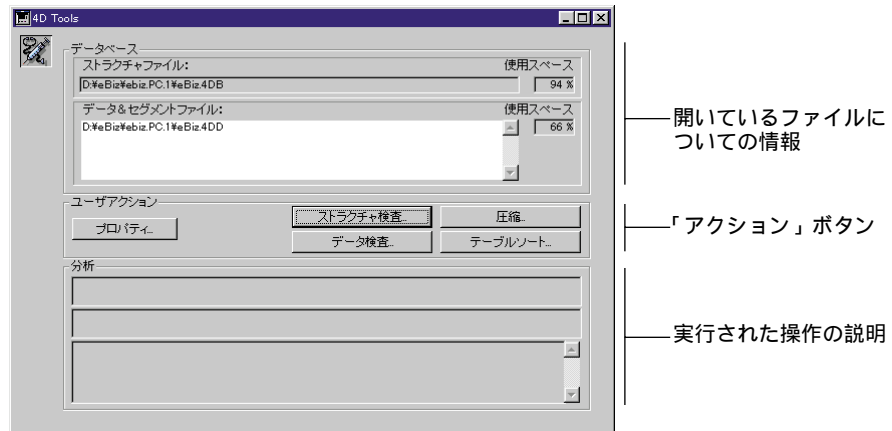 4D Tools
データベース
ストラクチャファイル:
使用スペース
D:¥eBiz¥ebiz.PC.1¥eBiz.4DB
94 %
データ&セグメントファイル:
使用スペース
D:¥eBiz¥ebiz.PC.1¥eBiz.4DD
66 %
開いているファイルに
ついての情報
ユーザアクション
プロパティ...
ストラクチャ検査...
圧縮...
データ検査...
テーブルソート...
「アクション」ボタン
分析
実行された操作の説明